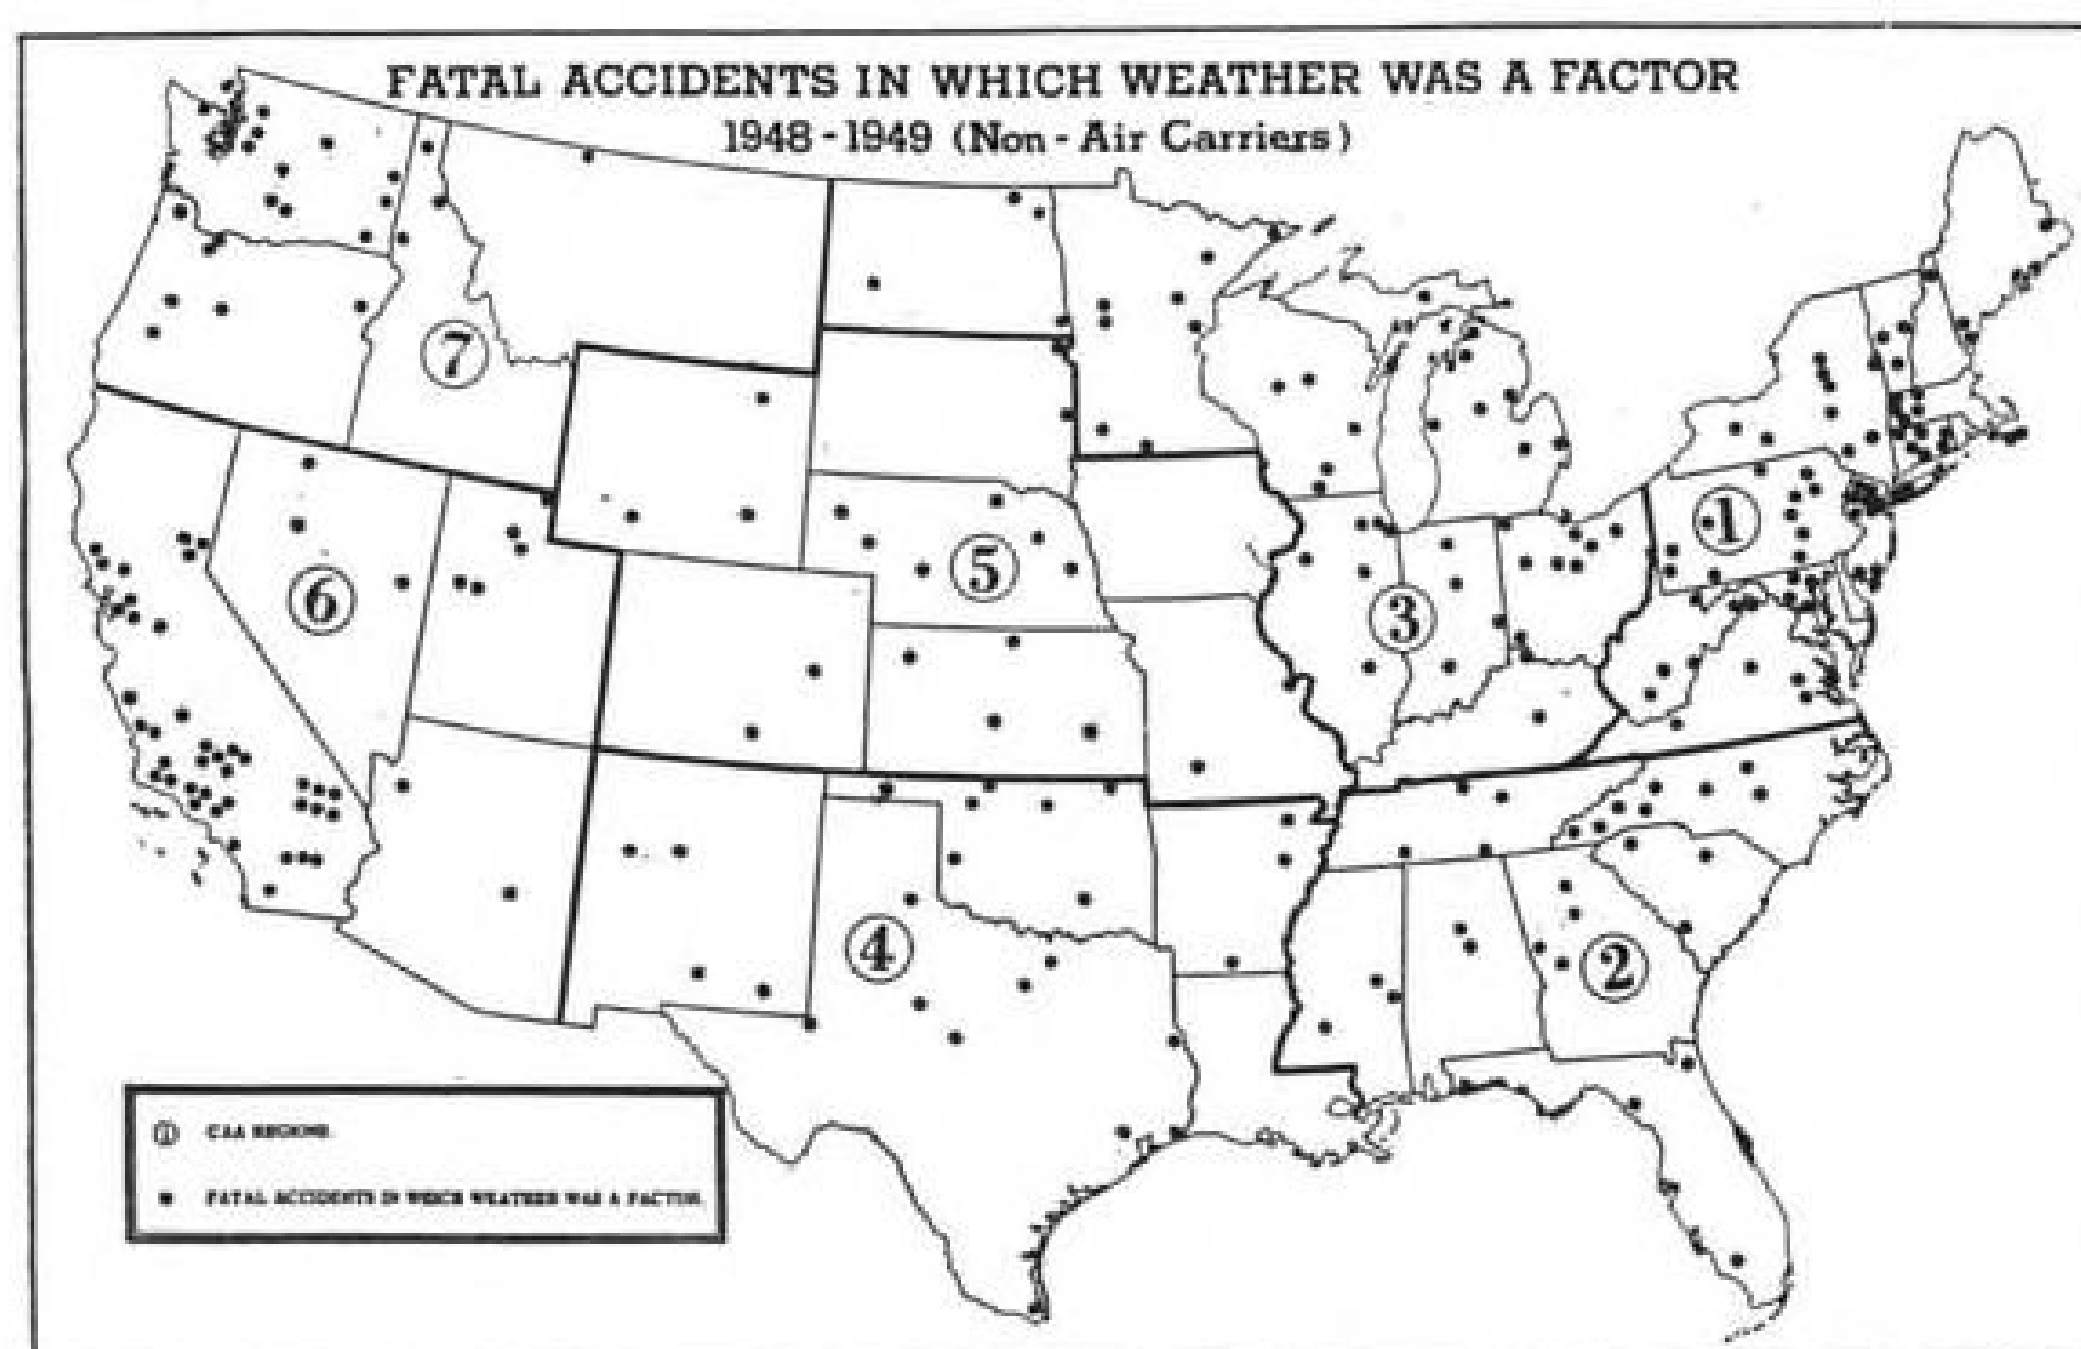 FATAL ACCIDENTS IN WHICH WEATHER WAS A FACTOR
1948-1949 (Non-Air Carriers)
7
1
5
6
3
4
2
① CAA REGIONS
• FATAL ACCIDENTS IN WHICH WEATHER WAS A FACTOR.